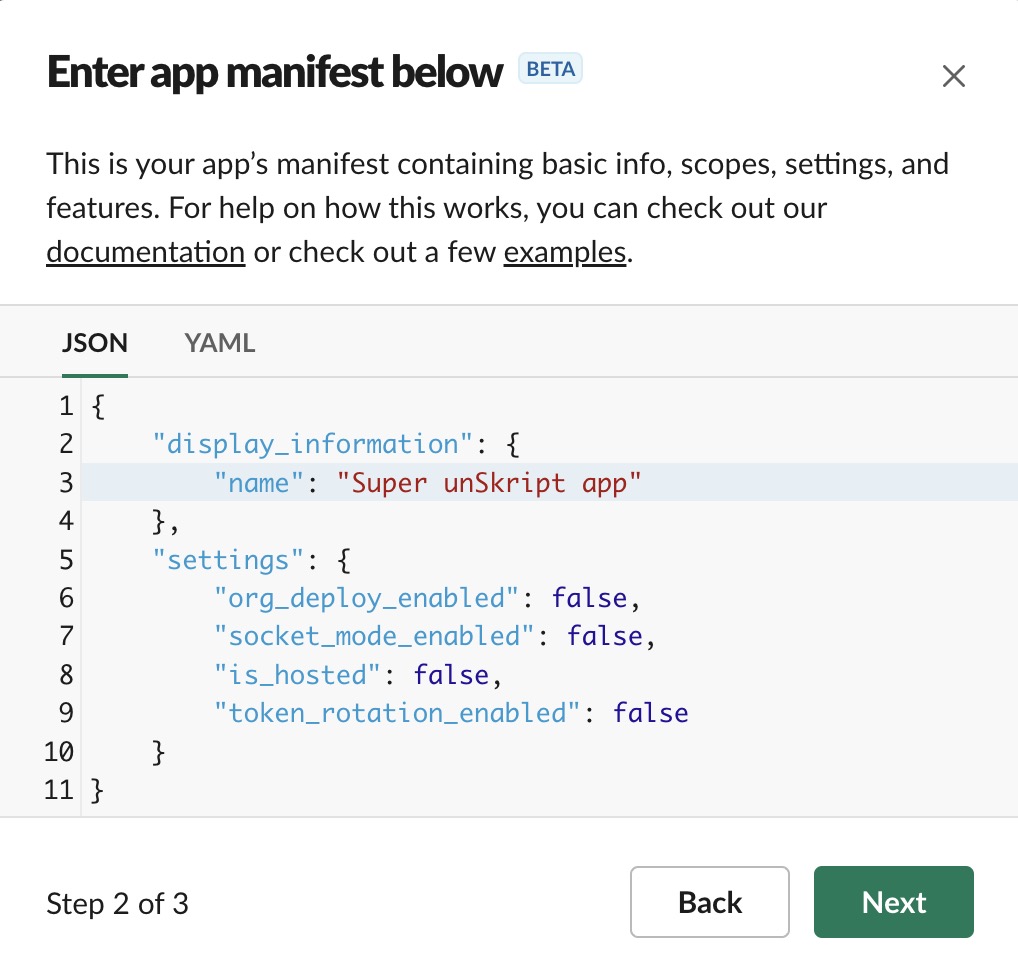 Enter app manifest below BETA
This is your app’s manifest containing basic info, scopes, settings, and
features. For help on how this works, you can check out our
documentation or check out a few examples.
JSON YAML
1 {
2     "display_information": {
3         "name": "Super unSkript app"
4     },
5     "settings": {
6         "org_deploy_enabled": false,
7         "socket_mode_enabled": false,
8         "is_hosted": false,
9         "token_rotation_enabled": false
10     }
11 }
Step 2 of 3 Back Next